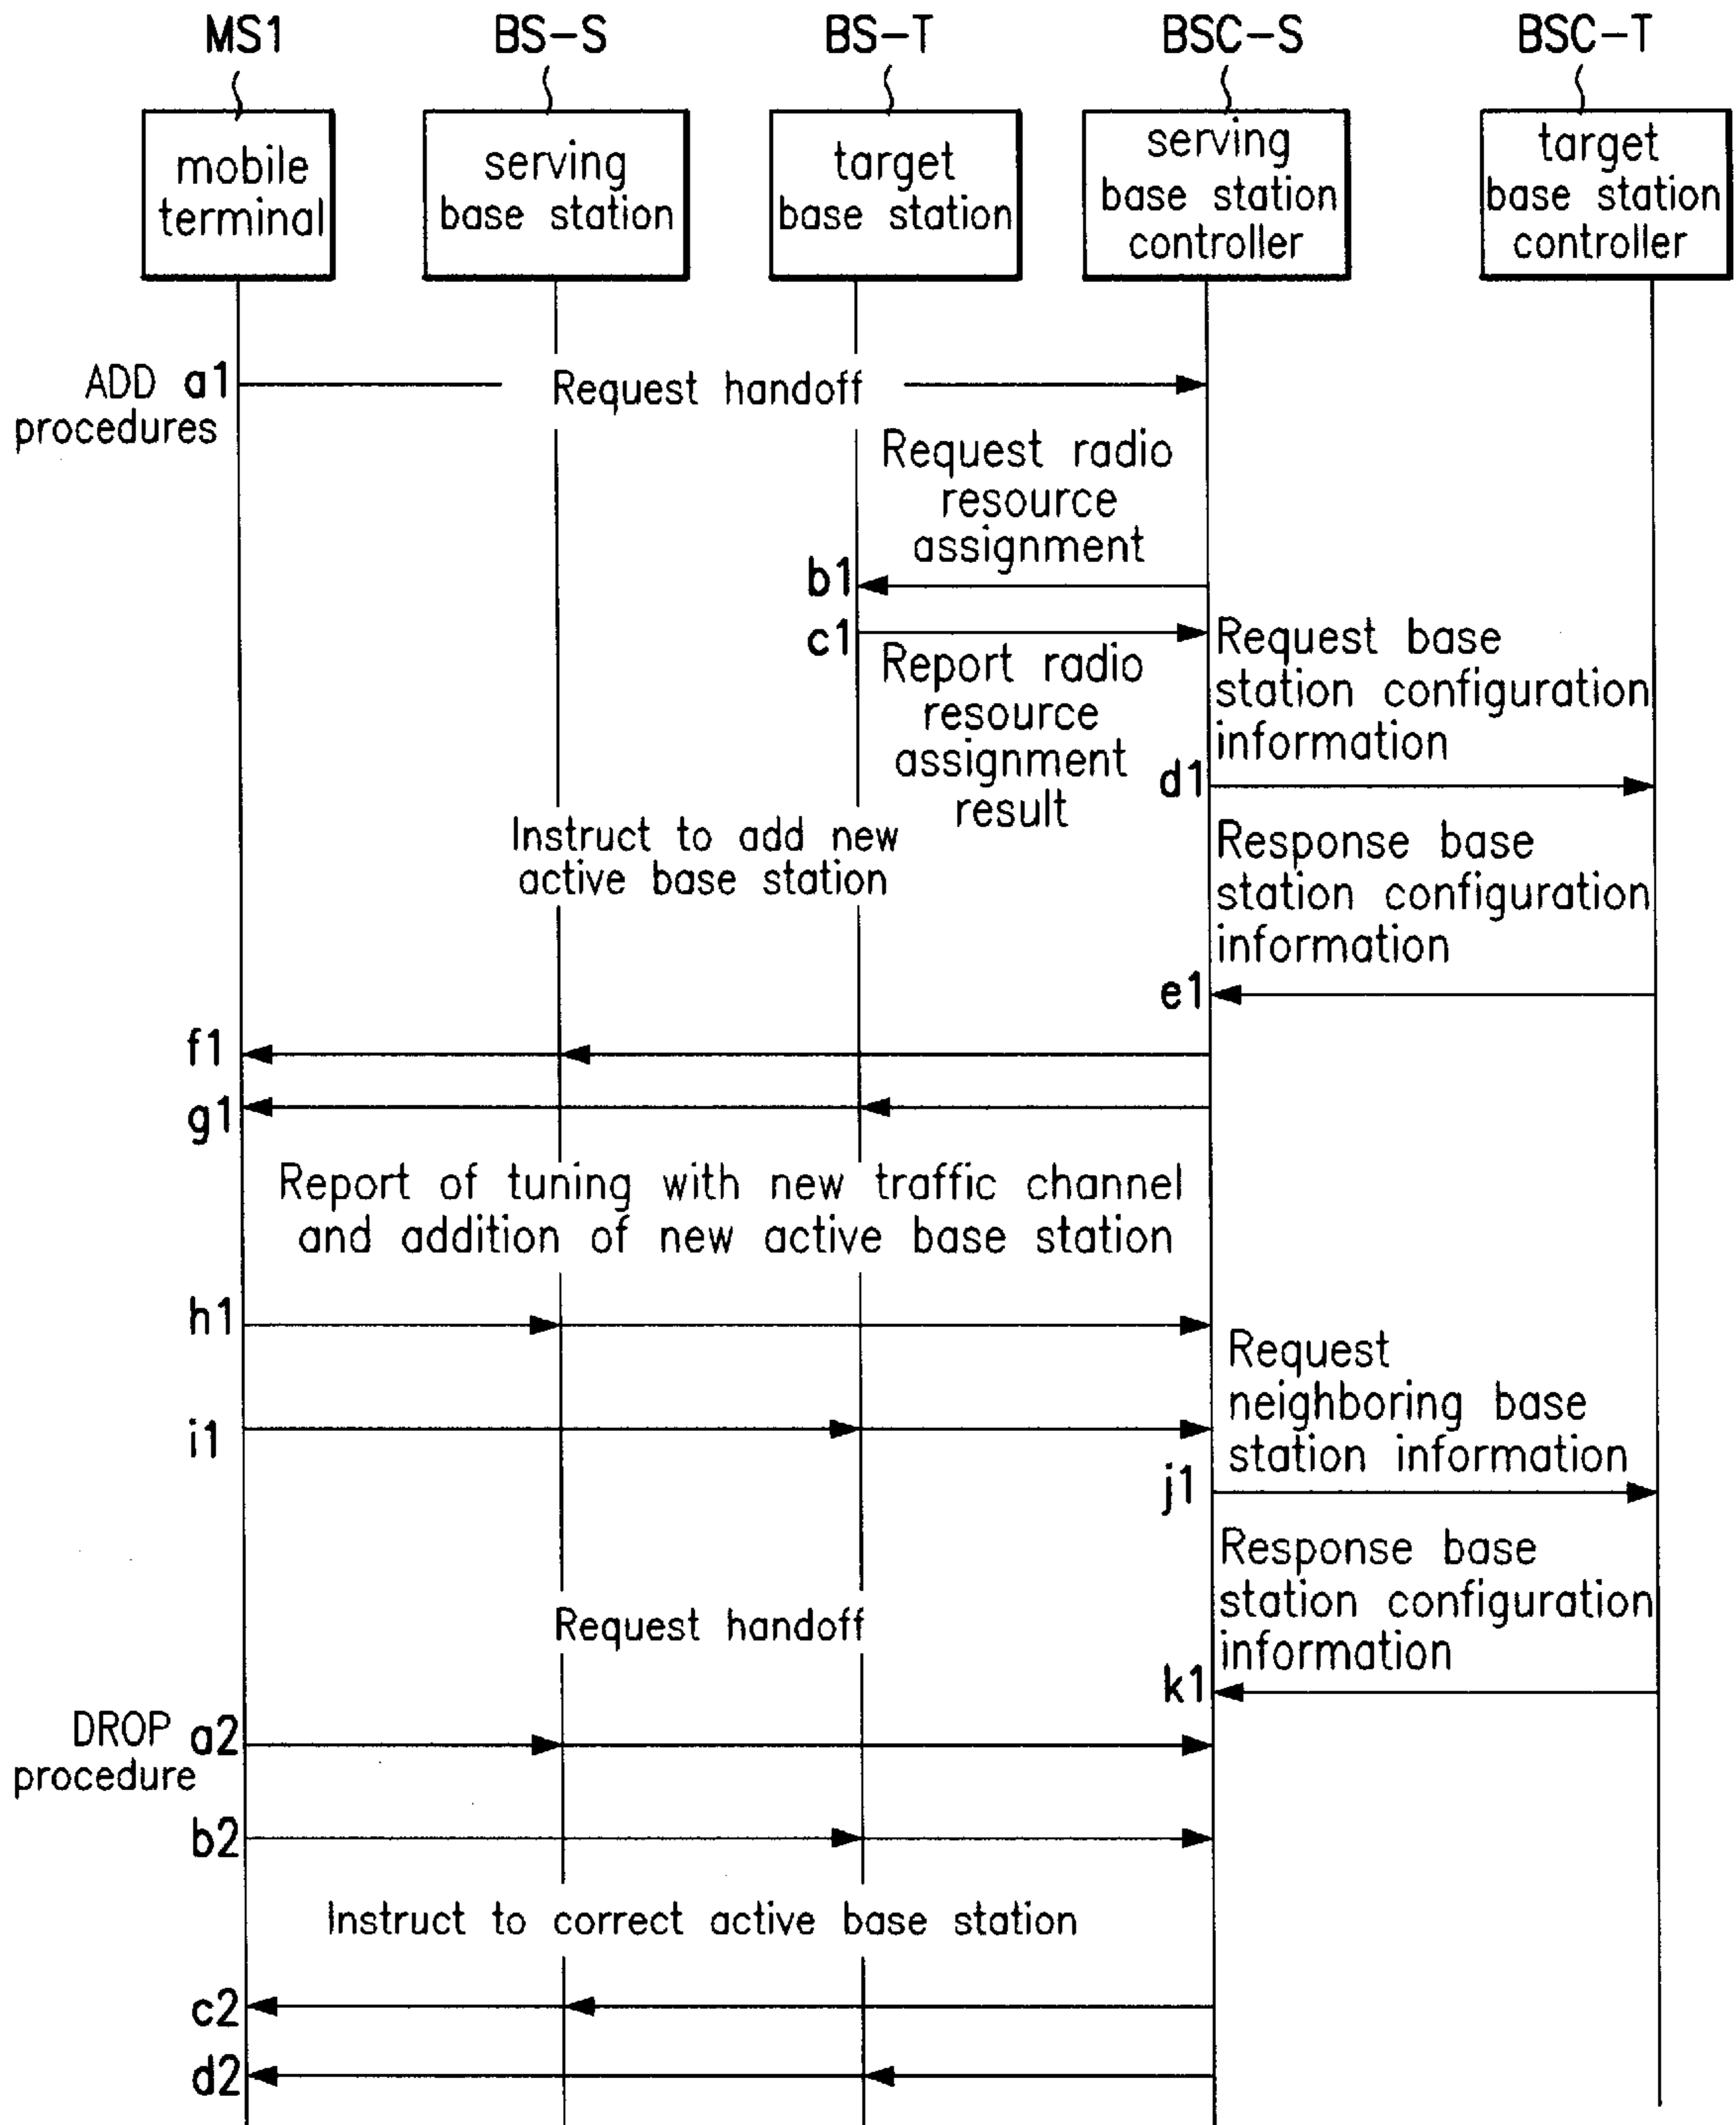 MS1 BS-S BS-T BSC-S BSC-T
mobile
terminal
serving
base station
target
base station
serving
base station
controller
target
base station
controller
ADD a1
procedures
Request handoff
Request radio
resource
assignment
b1
c1
Report radio
resource
assignment
result
Request base
station configuration
information
d1
Instruct to add new
active base station
Response base
station configuration
information
e1
f1
g1
Report of tuning with new traffic channel
and addition of new active base station
h1
i1
Request
neighboring base
station information
j1
Response base
station configuration
information
k1
Request handoff
DROP a2
procedure
b2
Instruct to correct active base station
c2
d2